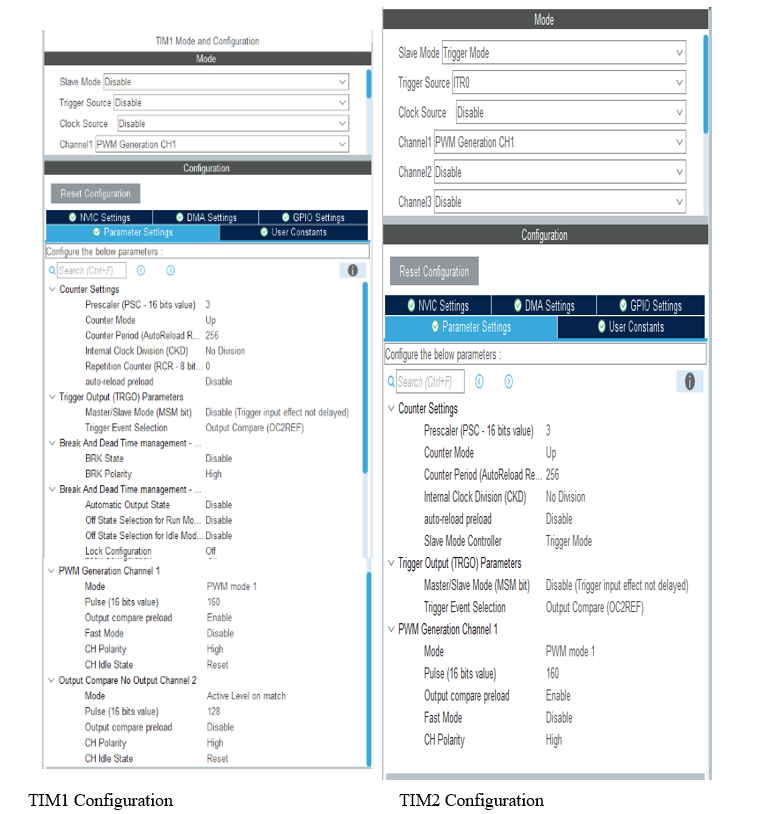 TIM1 Mode and Configuration
Mode
Slave Mode Disable
Trigger Source Disable
Clock Source Disable
Channel1 PWM Generation CH1
Configuration
Reset Configuration
NVIC Settings DMA Settings GPIO Settings
Parameter Settings User Constants
Configure the below parameters :
Search (Ctrl+F)
Counter Settings
Prescaler (PSC - 16 bits value) 3
Counter Mode Up
Counter Period (AutoReload R... 256
Internal Clock Division (CKD) No Division
Repetition Counter (RCR - 8 bit... 0
auto-reload preload Disable
Trigger Output (TRGO) Parameters
Master/Slave Mode (MSM bit) Disable (Trigger input effect not delayed)
Trigger Event Selection Output Compare (OC2REF)
Break And Dead Time management - ...
BRK State Disable
BRK Polarity High
Break And Dead Time management - ...
Automatic Output State Disable
Off State Selection for Run Mo... Disable
Off State Selection for Idle Mod... Disable
Lock Configuration Off
PWM Generation Channel 1
Mode PWM mode 1
Pulse (16 bits value) 160
Output compare preload Enable
Fast Mode Disable
CH Polarity High
CH Idle State Reset
Output Compare No Output Channel 2
Mode Active Level on match
Pulse (16 bits value) 128
Output compare preload Disable
CH Polarity High
CH Idle State Reset
TIM1 Configuration
Mode
Slave Mode Trigger Mode
Trigger Source ITR0
Clock Source Disable
Channel1 PWM Generation CH1
Channel2 Disable
Channel3 Disable
Configuration
Reset Configuration
NVIC Settings DMA Settings GPIO Settings
Parameter Settings User Constants
Configure the below parameters :
Search (Ctrl+F)
Counter Settings
Prescaler (PSC - 16 bits value) 3
Counter Mode Up
Counter Period (AutoReload Re... 256
Internal Clock Division (CKD) No Division
auto-reload preload Disable
Slave Mode Controller Trigger Mode
Trigger Output (TRGO) Parameters
Master/Slave Mode (MSM bit) Disable (Trigger input effect not delayed)
Trigger Event Selection Output Compare (OC2REF)
PWM Generation Channel 1
Mode PWM mode 1
Pulse (16 bits value) 160
Output compare preload Enable
Fast Mode Disable
CH Polarity High
TIM2 Configuration